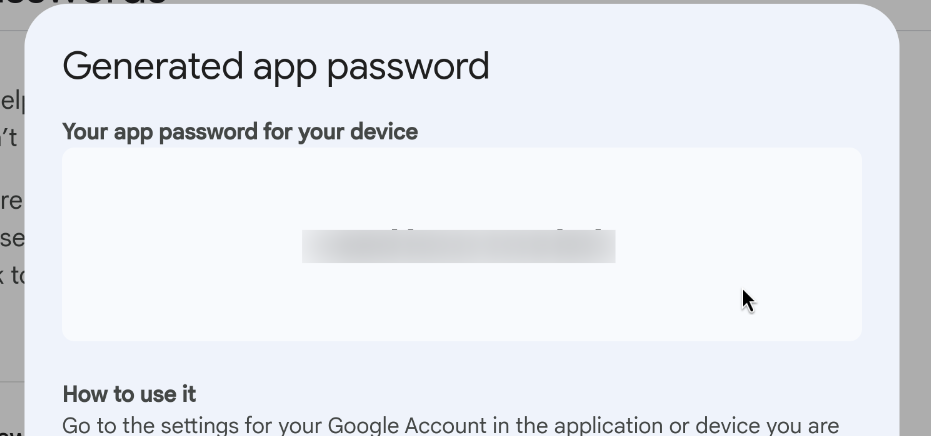 Generated app password
Your app password for your device
How to use it
Go to the settings for your Google Account in the application or device you are